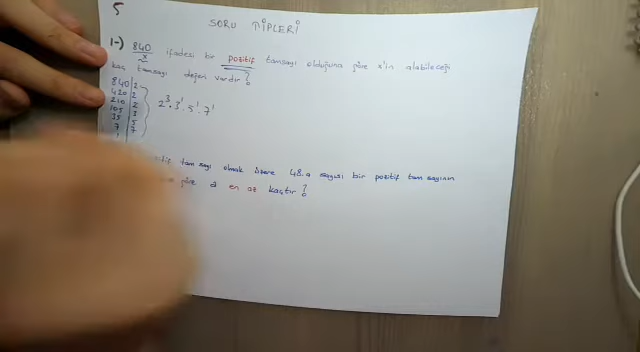 5
SORU TİPLERİ
1-) 840/x ifadesi bir pozitif tamsayı olduğuna göre x'in alabileceği
kaç tamsayı değeri vardır?
840 | 2
420 | 2
210 | 2
105 | 3
35 | 5
7 | 7
1
2³.3¹.5¹.7¹
tam sayı olmak üzere 48.a sayısı bir pozitif tam sayının
göre a en az kaçtır?